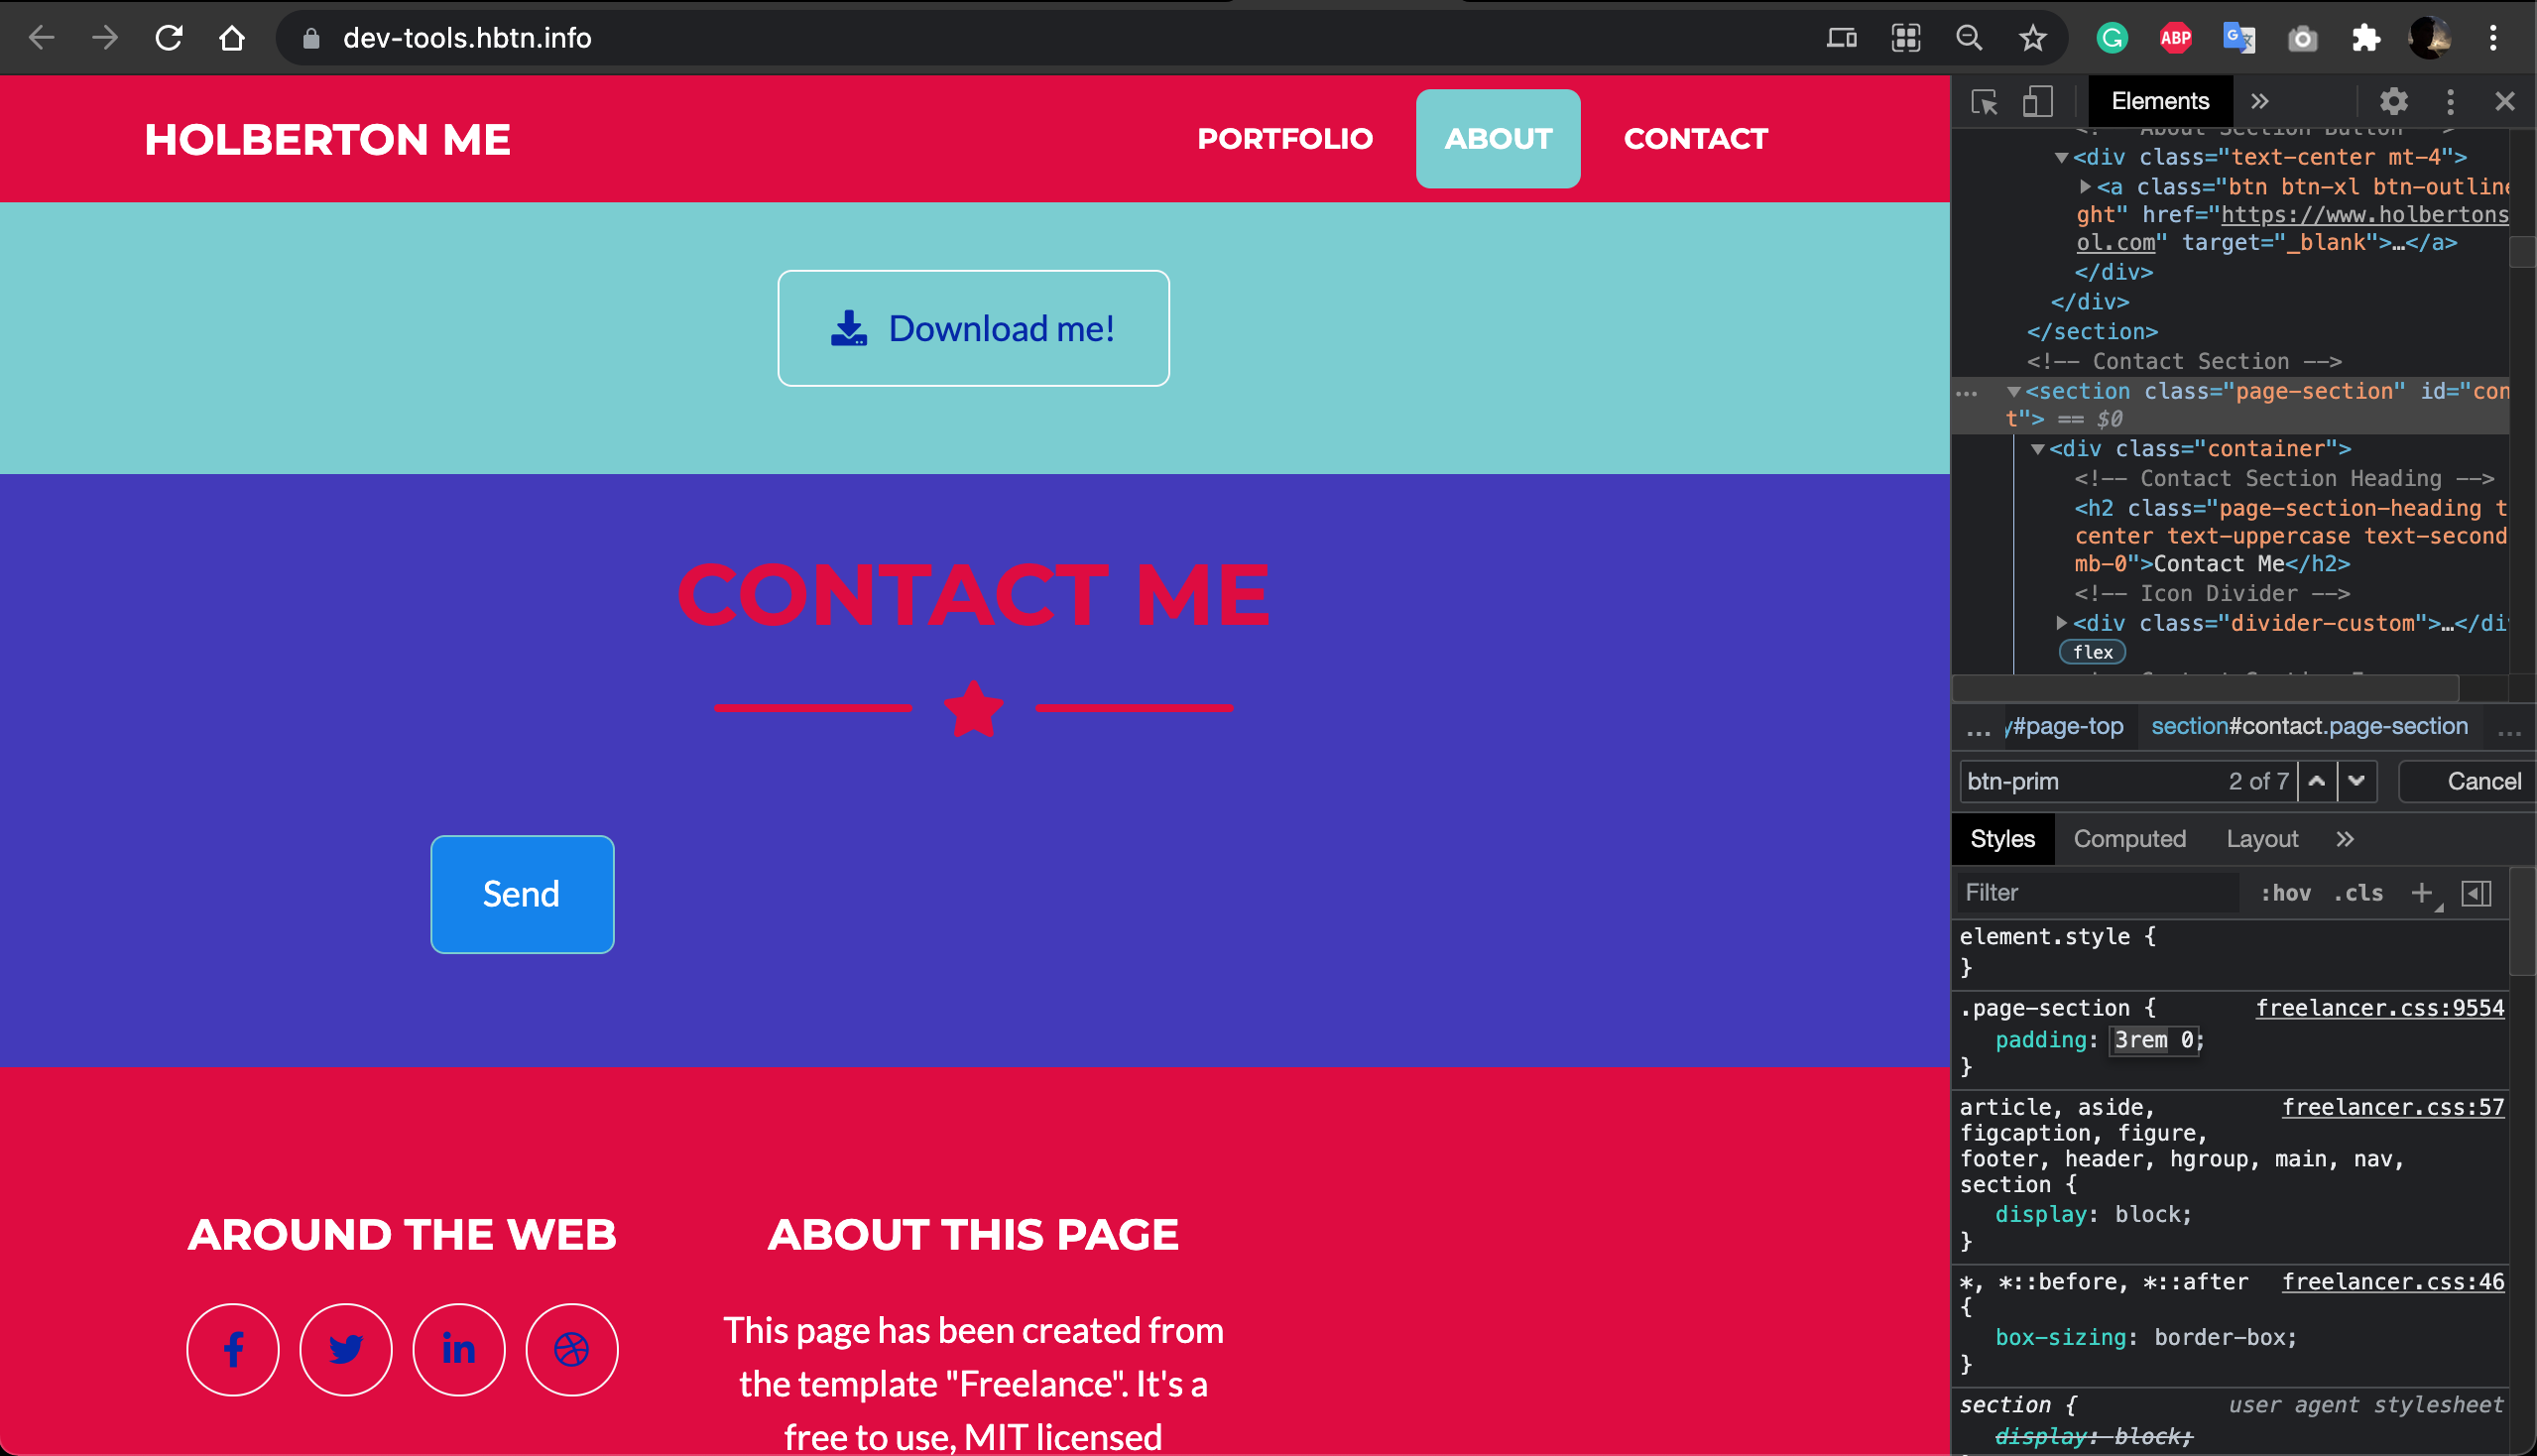 dev-tools.hbtn.info
ABP
HOLBERTON ME
PORTFOLIO
ABOUT
CONTACT
Download me!
CONTACT ME
Send
AROUND THE WEB
ABOUT THIS PAGE
This page has been created from
the template "Freelance". It's a
free to use, MIT licensed
Elements
<!-- About Section Button -->
<div class="text-center mt-4">
<a class="btn btn-xl btn-outline
ght" href="https://www.holbertons
ol.com" target="_blank">…</a>
</div>
</div>
</section>
<!-- Contact Section -->
<section class="page-section" id="con
t"> == $0
<div class="container">
<!-- Contact Section Heading -->
<h2 class="page-section-heading t
center text-uppercase text-second
mb-0">Contact Me</h2>
<!-- Icon Divider -->
<div class="divider-custom">…</di
flex
... y#page-top section#contact.page-section ...
btn-prim 2 of 7 Cancel
Styles Computed Layout
Filter :hov .cls
element.style {
}
.page-section { freelancer.css:9554
padding: 3rem 0;
}
article, aside, freelancer.css:57
figcaption, figure,
footer, header, hgroup, main, nav,
section {
display: block;
}
*, *::before, *::after freelancer.css:46
{
box-sizing: border-box;
}
section { user agent stylesheet
display: block;